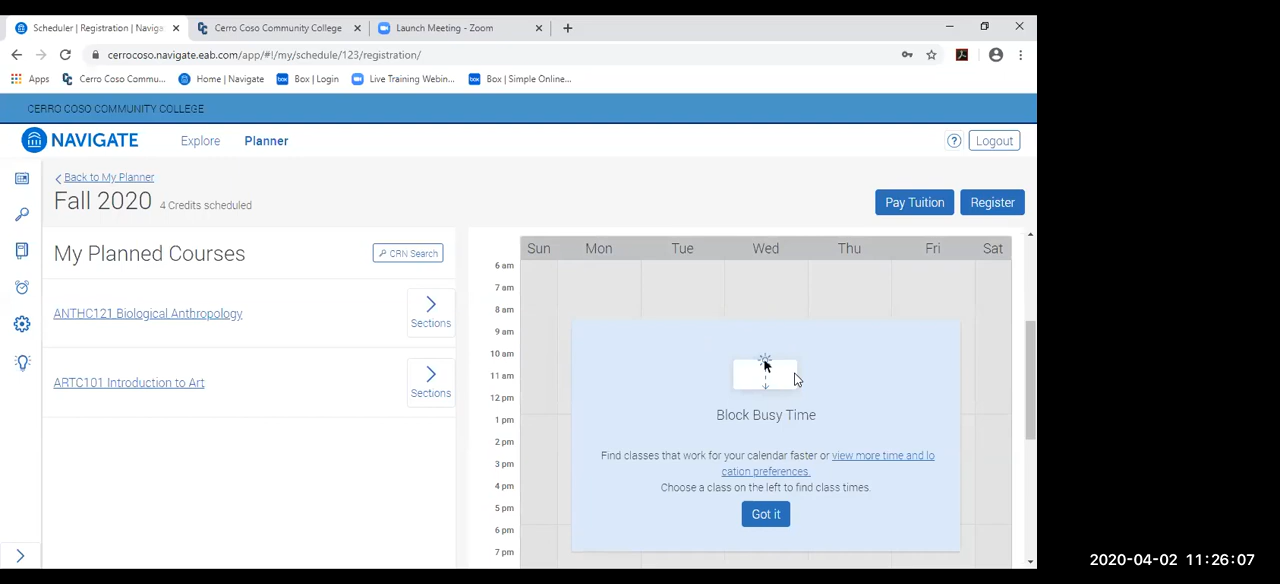 Scheduler | Registration | Naviga
Cerro Coso Community College
Launch Meeting - Zoom
cerrocoso.navigate.eab.com/app/#!/my/schedule/123/registration/
Apps
Cerro Coso Commu...
Home | Navigate
box
Box | Login
Live Training Webin...
box
Box | Simple Online...
CERRO COSO COMMUNITY COLLEGE
NAVIGATE
Explore
Planner
?
Logout
Back to My Planner
Fall 2020
4 Credits scheduled
Pay Tuition
Register
My Planned Courses
CRN Search
ANTHC121 Biological Anthropology
Sections
ARTC101 Introduction to Art
Sections
Sun Mon Tue Wed Thu Fri Sat
6 am
7 am
8 am
9 am
10 am
11 am
12 pm
1 pm
2 pm
3 pm
4 pm
5 pm
6 pm
7 pm
Block Busy Time
Find classes that work for your calendar faster or view more time and lo
cation preferences.
Choose a class on the left to find class times.
Got it
2020-04-02 11:26:07